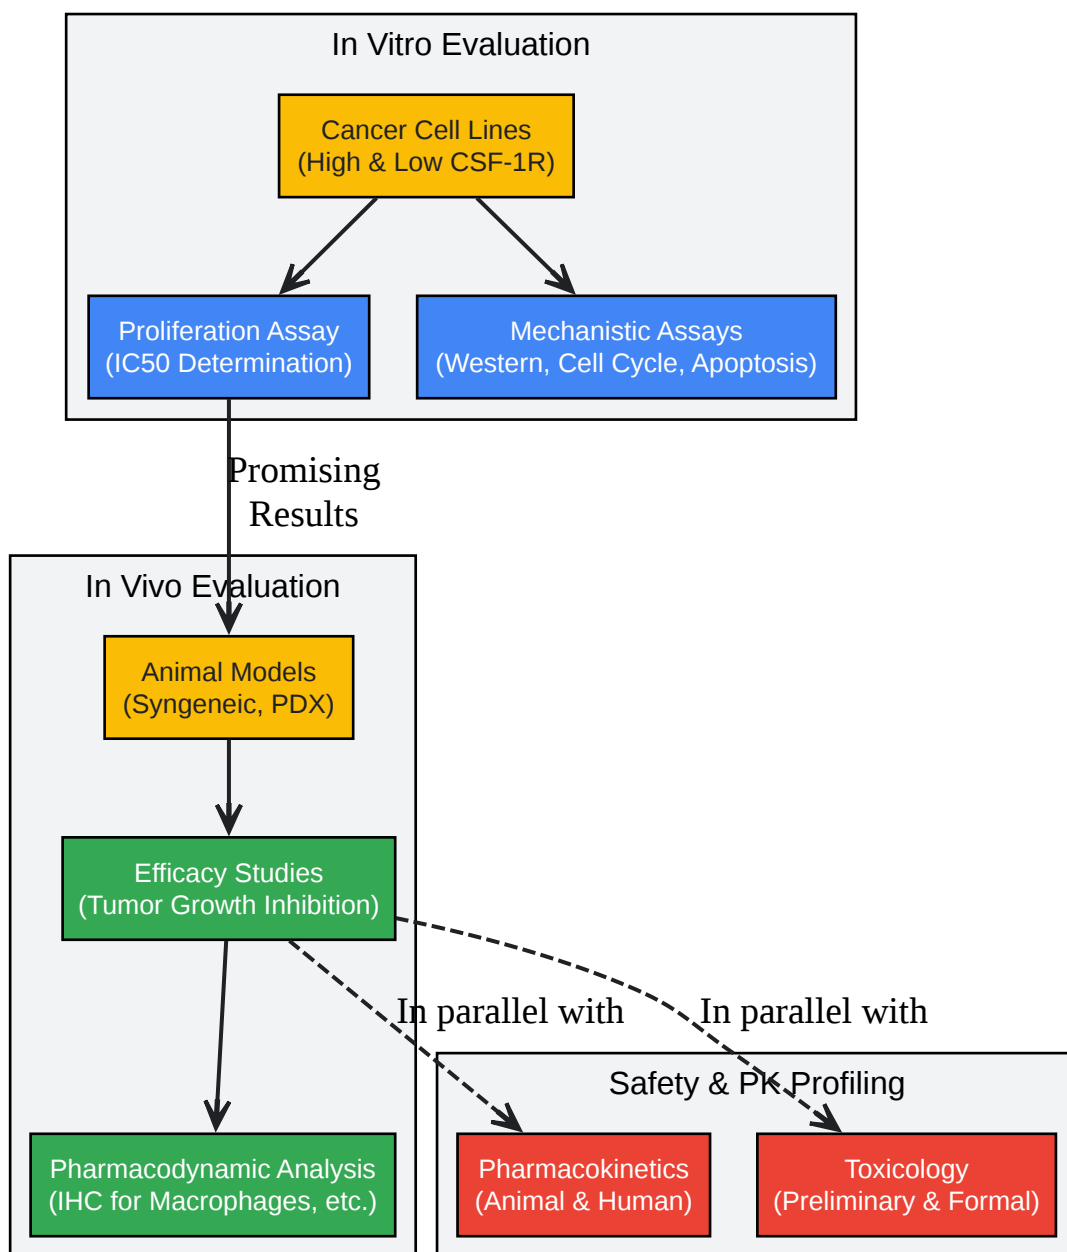 In Vitro Evaluation
Cancer Cell Lines
(High & Low CSF-1R)
Proliferation Assay
(IC50 Determination)
Mechanistic Assays
(Western, Cell Cycle, Apoptosis)
Promising
Results
In Vivo Evaluation
Animal Models
(Syngeneic, PDX)
Efficacy Studies
(Tumor Growth Inhibition)
In parallel with
In parallel with
Pharmacodynamic Analysis
(IHC for Macrophages, etc.)
Safety & PK Profiling
Pharmacokinetics
(Animal & Human)
Toxicology
(Preliminary & Formal)